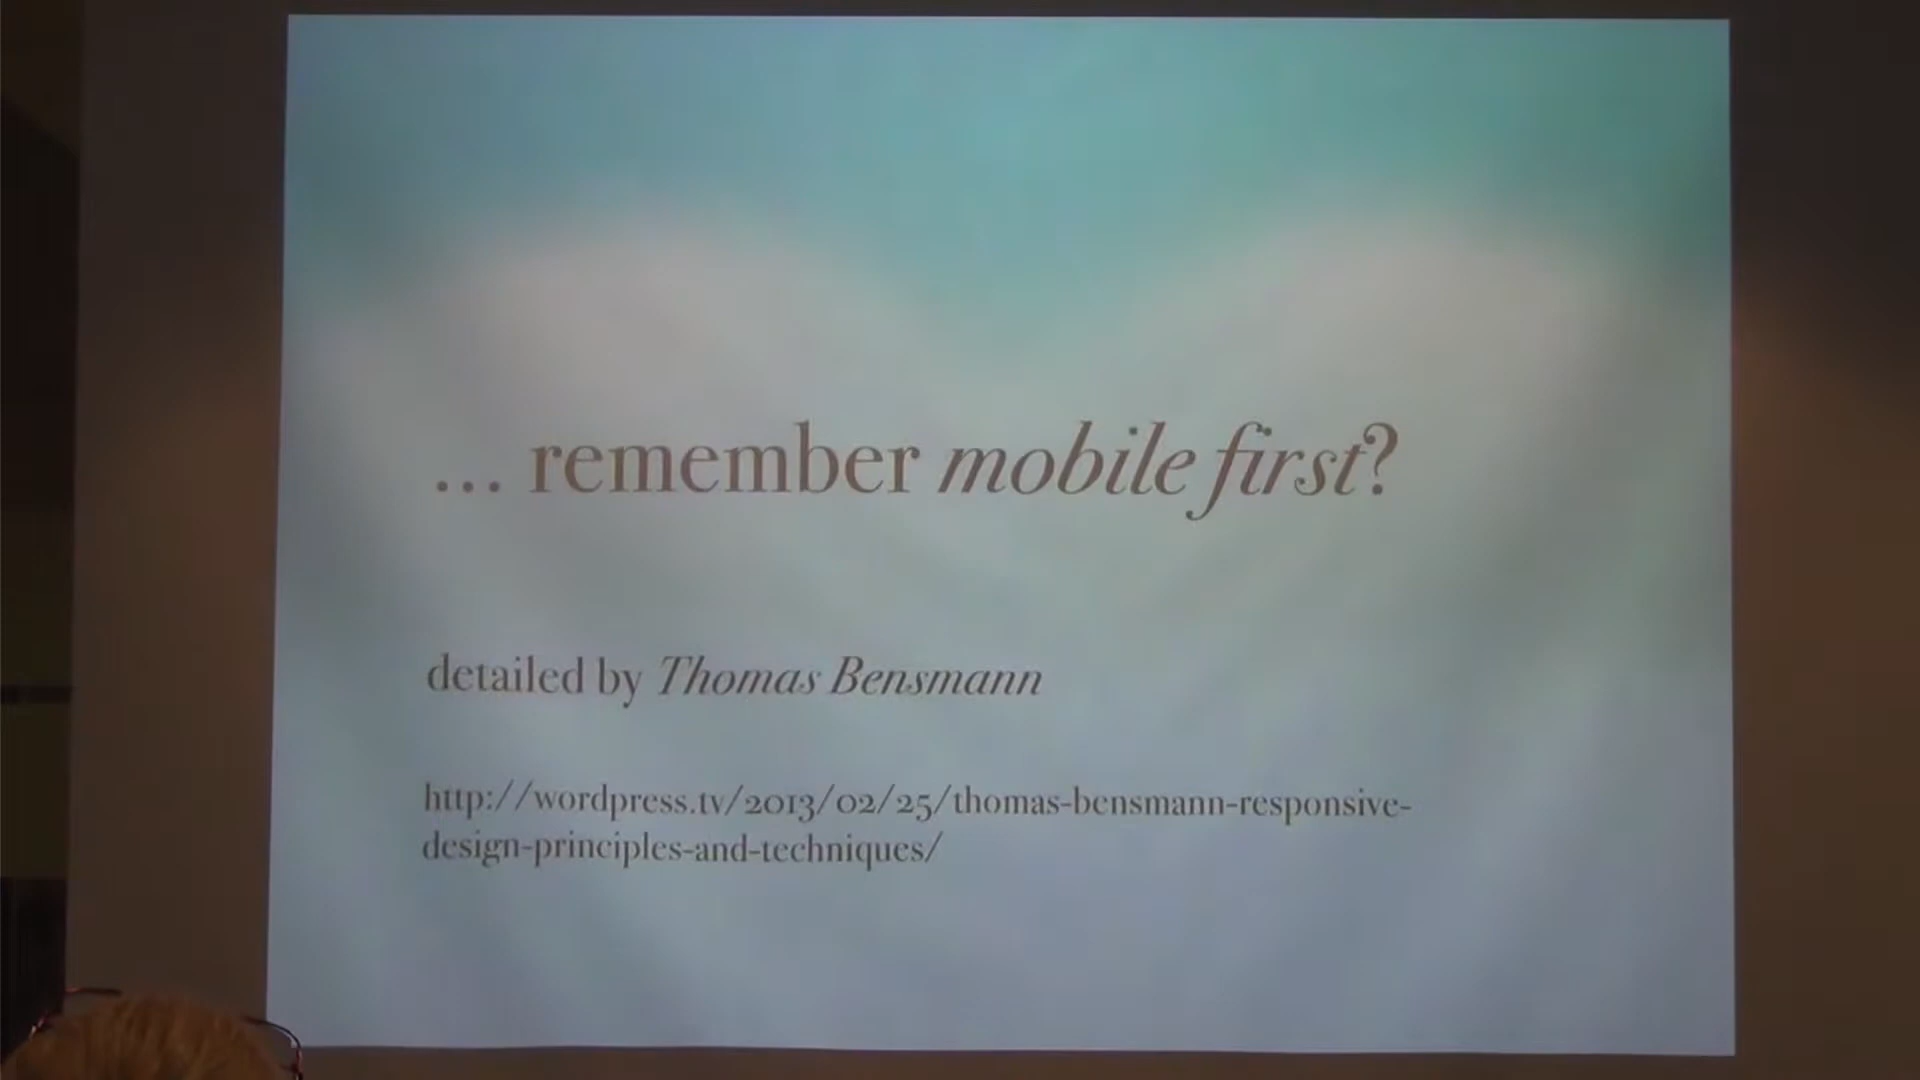 ... remember mobile first?
detailed by Thomas Bensmann
http://wordpress.tv/2013/02/25/thomas-bensmann-responsive-
design-principles-and-techniques/